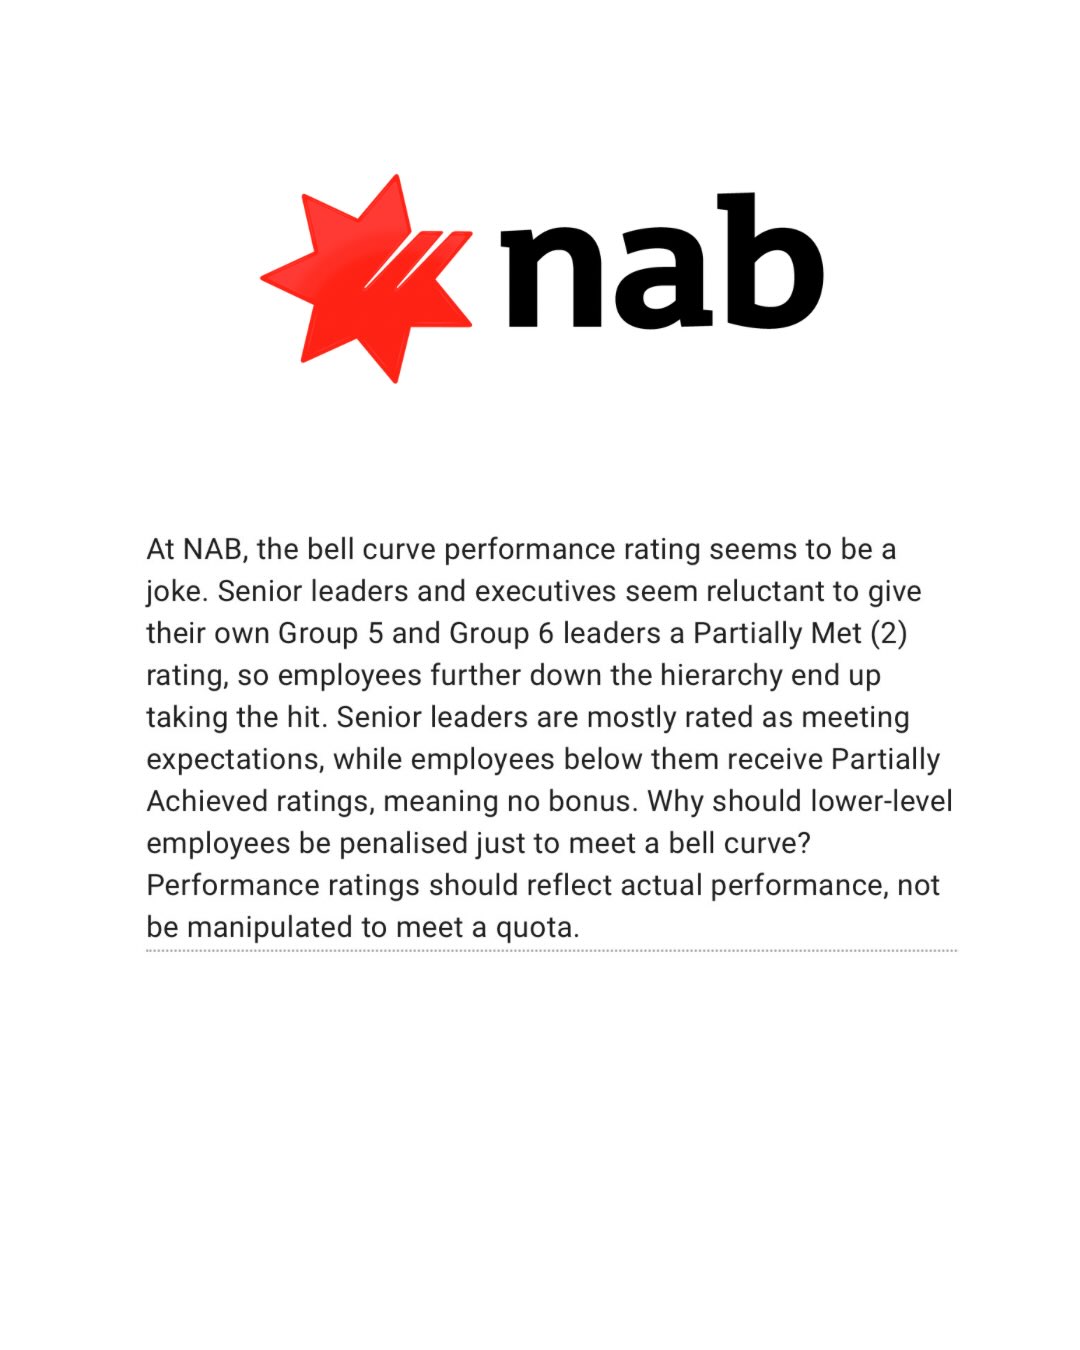 nab
At NAB, the bell curve performance rating seems to be a
joke. Senior leaders and executives seem reluctant to give
their own Group 5 and Group 6 leaders a Partially Met (2)
rating, so employees further down the hierarchy end up
taking the hit. Senior leaders are mostly rated as meeting
expectations, while employees below them receive Partially
Achieved ratings, meaning no bonus. Why should lower-level
employees be penalised just to meet a bell curve?
Performance ratings should reflect actual performance, not
be manipulated to meet a quota.